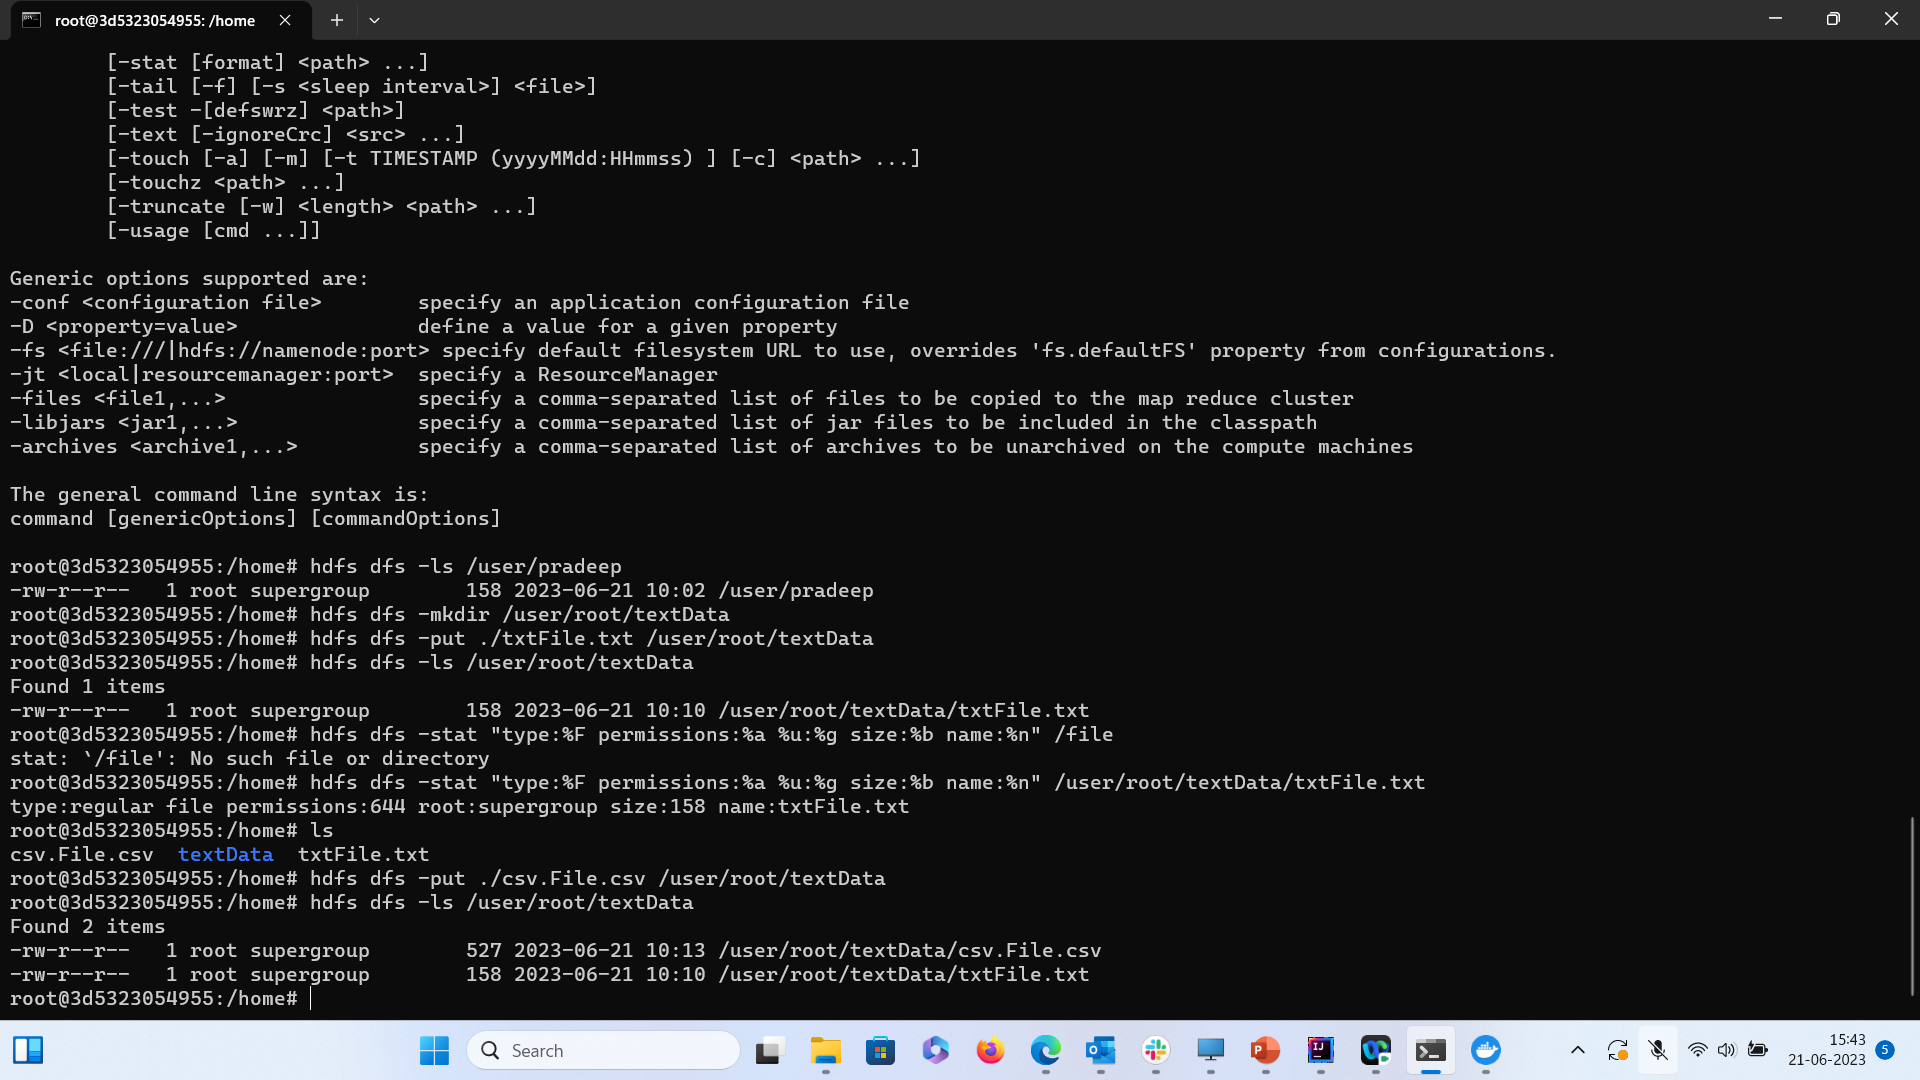 root@3d5323054955: /home
[-stat [format] <path> ...]
[-tail [-f] [-s <sleep interval>] <file>]
[-test -[defswrz] <path>]
[-text [-ignoreCrc] <src> ...]
[-touch [-a] [-m] [-t TIMESTAMP (yyyyMMdd:HHmmss) ] [-c] <path> ...]
[-touchz <path> ...]
[-truncate [-w] <length> <path> ...]
[-usage [cmd ...]]
Generic options supported are:
-conf <configuration file>        specify an application configuration file
-D <property=value>               define a value for a given property
-fs <file:///|hdfs://namenode:port> specify default filesystem URL to use, overrides 'fs.defaultFS' property from configurations.
-jt <local|resourcemanager:port>  specify a ResourceManager
-files <file1,...>                specify a comma-separated list of files to be copied to the map reduce cluster
-libjars <jar1,...>               specify a comma-separated list of jar files to be included in the classpath
-archives <archive1,...>          specify a comma-separated list of archives to be unarchived on the compute machines
The general command line syntax is:
command [genericOptions] [commandOptions]
root@3d5323054955:/home# hdfs dfs -ls /user/pradeep
-rw-r--r--   1 root supergroup        158 2023-06-21 10:02 /user/pradeep
root@3d5323054955:/home# hdfs dfs -mkdir /user/root/textData
root@3d5323054955:/home# hdfs dfs -put ./txtFile.txt /user/root/textData
root@3d5323054955:/home# hdfs dfs -ls /user/root/textData
Found 1 items
-rw-r--r--   1 root supergroup        158 2023-06-21 10:10 /user/root/textData/txtFile.txt
root@3d5323054955:/home# hdfs dfs -stat "type:%F permissions:%a %u:%g size:%b name:%n" /file
stat: `/file': No such file or directory
root@3d5323054955:/home# hdfs dfs -stat "type:%F permissions:%a %u:%g size:%b name:%n" /user/root/textData/txtFile.txt
type:regular file permissions:644 root:supergroup size:158 name:txtFile.txt
root@3d5323054955:/home# ls
csv.File.csv  textData  txtFile.txt
root@3d5323054955:/home# hdfs dfs -put ./csv.File.csv /user/root/textData
root@3d5323054955:/home# hdfs dfs -ls /user/root/textData
Found 2 items
-rw-r--r--   1 root supergroup        527 2023-06-21 10:13 /user/root/textData/csv.File.csv
-rw-r--r--   1 root supergroup        158 2023-06-21 10:10 /user/root/textData/txtFile.txt
root@3d5323054955:/home#
Search
15:43
21-06-2023
5